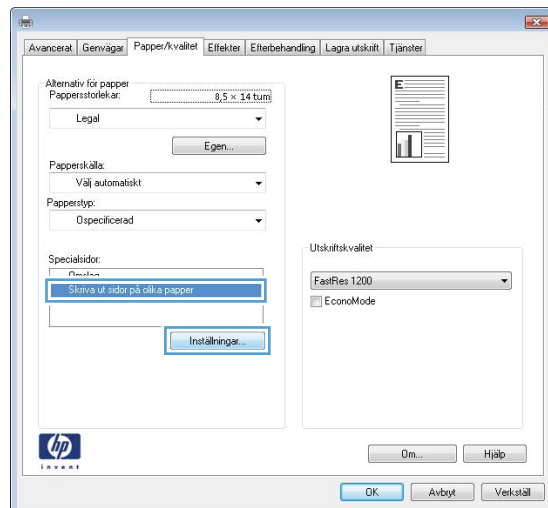 Avancerat Genvägar Papper/kvalitet Effekter Efterbehandling Lagra utskrift Tjänster
Alternativ för papper
Pappersstorlekar: 8,5 × 14 tum
Legal
Egen...
Papperskälla:
Välj automatiskt
Papperstyp:
Ospecificerad
Specialsidor:
Omslag
Skriva ut sidor på olika papper
Inställningar...
E
Utskriftskvalitet
FastRes 1200
EconoMode
hp
invent
Om... Hjälp
OK Avbryt Verkställ